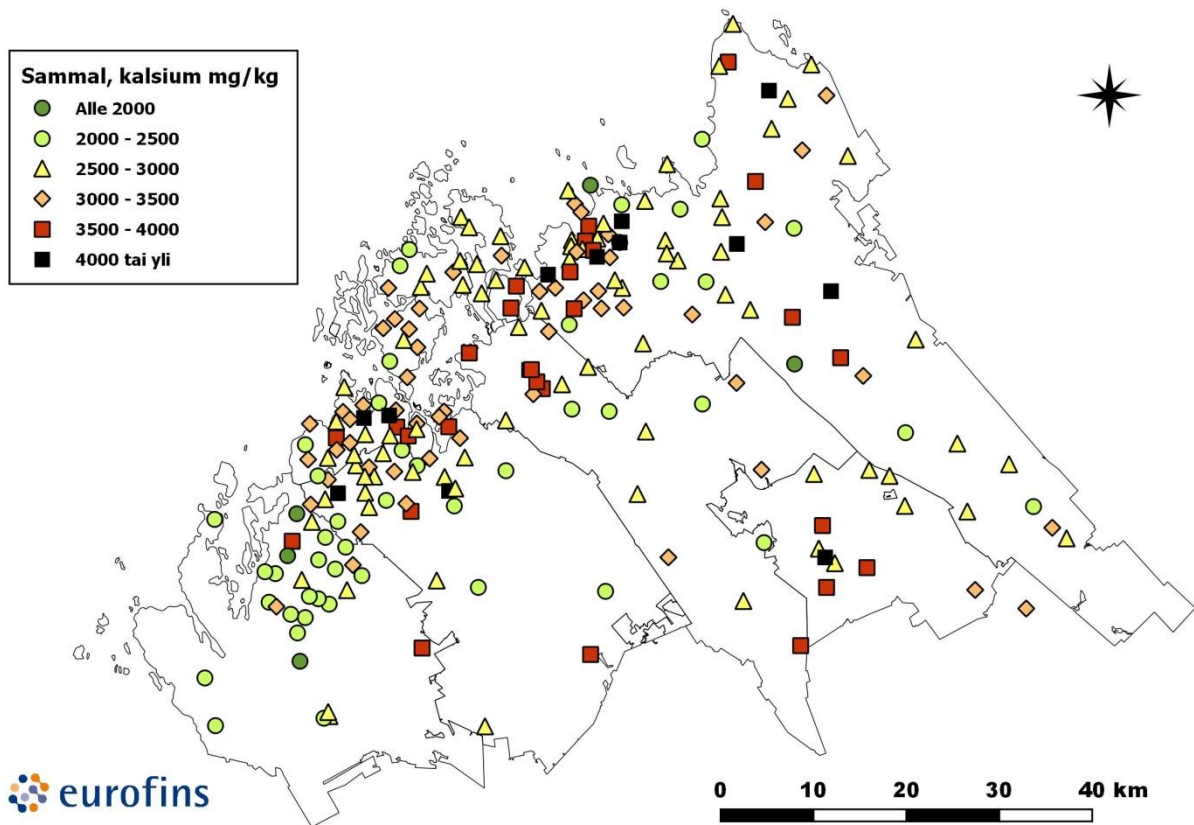 Sammal, kalsium mg/kg
Alle 2000
2000 - 2500
2500 - 3000
3000 - 3500
3500 - 4000
4000 tai yli
eurofins
0 10 20 30 40 km